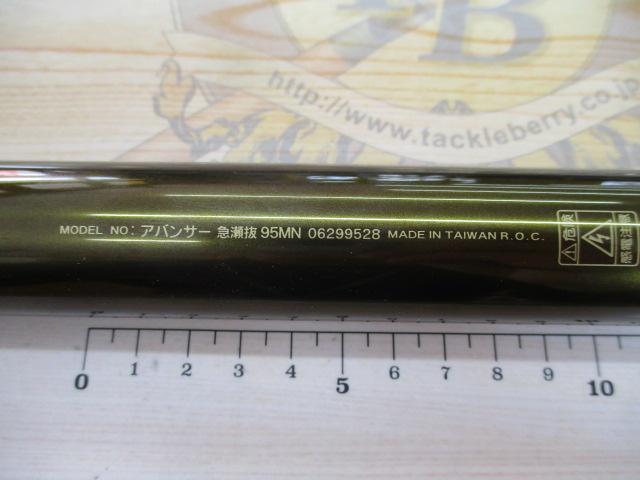 B
http://www.tackleberry.co.jp
MODEL NO: アバンサー 急瀬抜 95MN 06299528 MADE IN TAIWAN R.O.C.
危険
感電注意
0 1 2 3 4 5 6 7 8 9 10